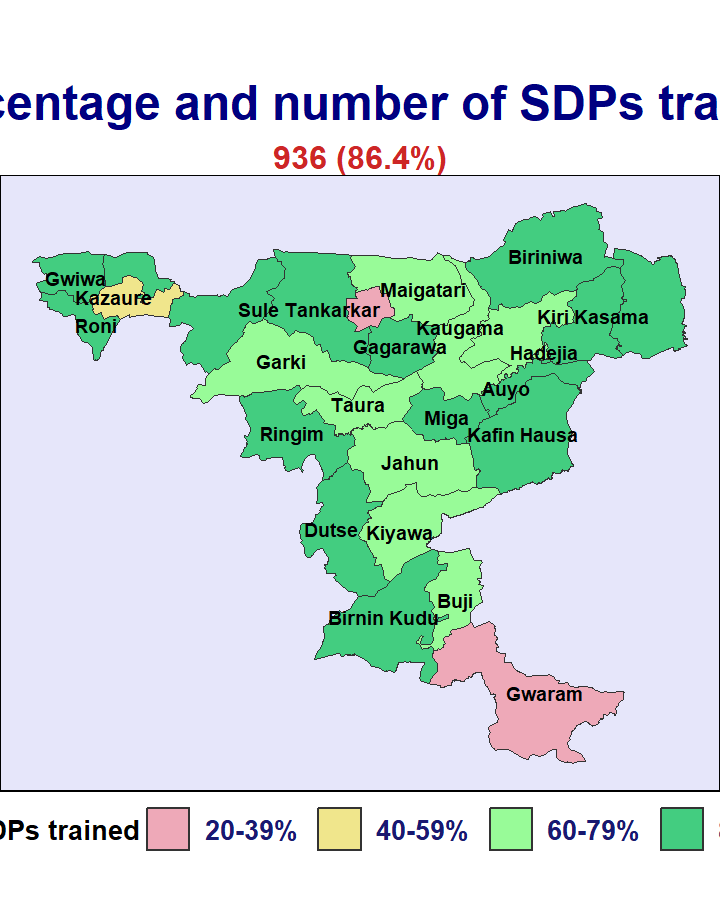 centage and number of SDPs tra
936 (86.4%)
Biriniwa
Gwiwa
Maigatari
Kazaure
Sule Tankarkar
Kiri Kasama
Roni
Kaugama
Gagarawa
Hadejia
Garki
Auyo
Taura
Miga
Ringim
Kafin Hausa
Jahun
Dutse
Kiyawa
Buji
Birnin Kudu
Gwaram
DPs trained 20-39% 40-59% 60-79%